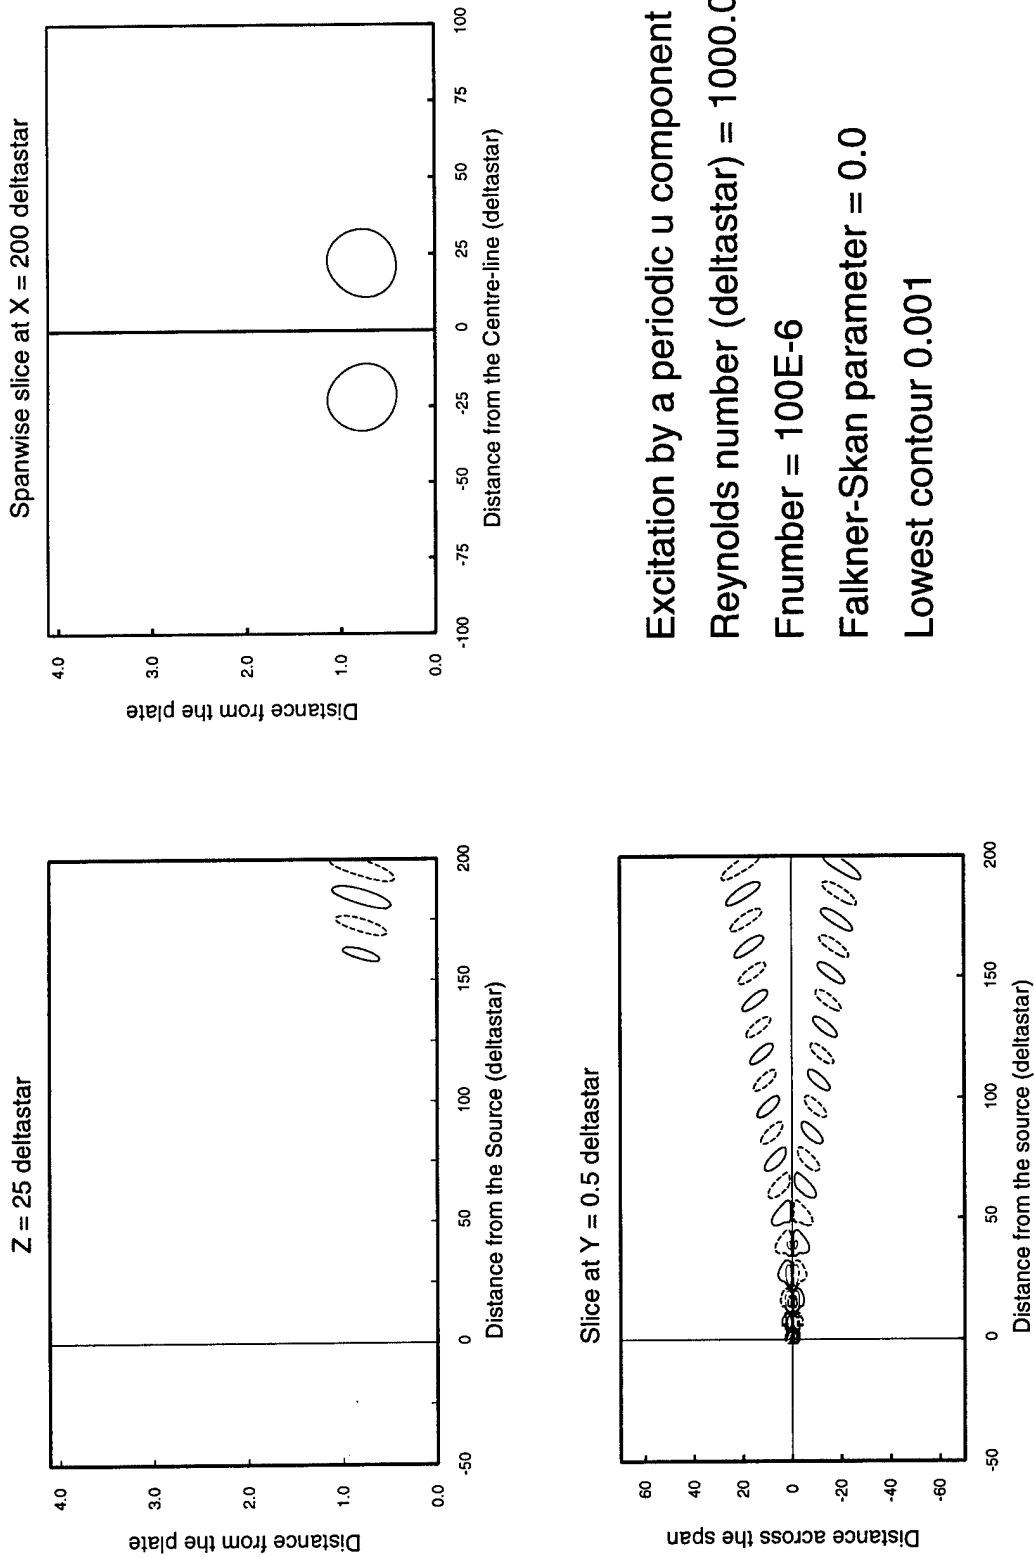 Z = 25 deltastar
4.0
3.0
2.0
1.0
0.0
Distance from the plate
-50
0
50
100
150
200
Distance from the Source (deltastar)
Spanwise slice at X = 200 deltastar
4.0
3.0
2.0
1.0
0.0
Distance from the plate
-100
-75
-50
-25
0
25
50
75
100
Distance from the Centre-line (deltastar)
Slice at Y = 0.5 deltastar
60
40
20
0
-20
-40
-60
Distance across the span
-50
0
50
100
150
200
Distance from the source (deltastar)
Excitation by a periodic u component
Reynolds number (deltastar) = 1000.0
Fnumber = 100E-6
Falkner-Skan parameter = 0.0
Lowest contour 0.001